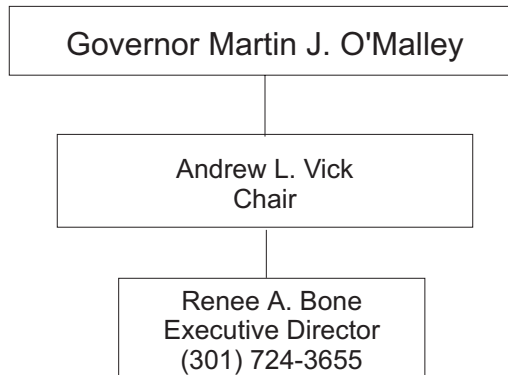 Governor Martin J. O'Malley
Andrew L. Vick
Chair
Renee A. Bone
Executive Director
(301) 724-3655